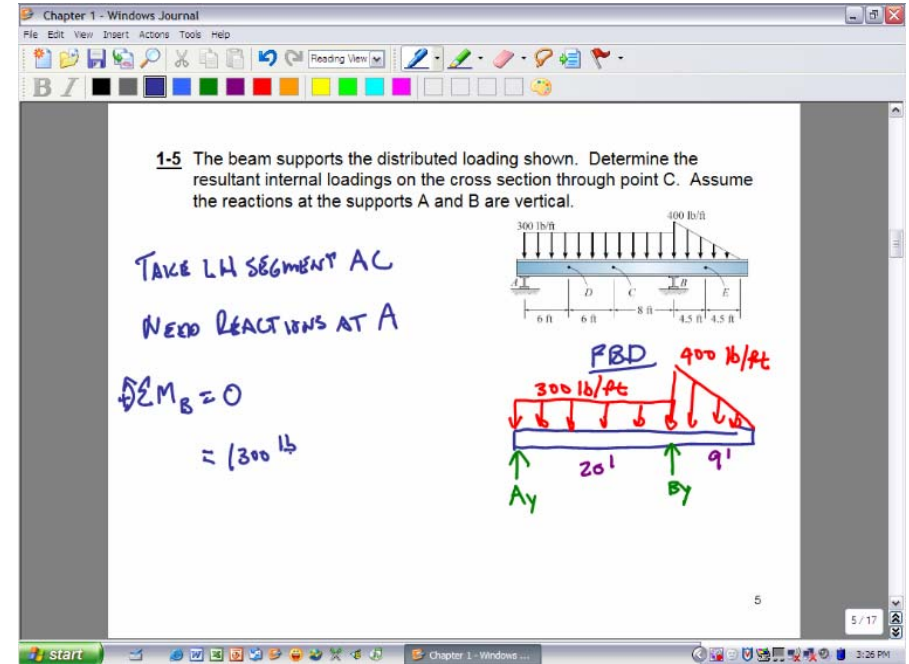 Chapter 1 - Windows Journal
File Edit View Insert Actions Tools Help
Reading View
B I
1-5 The beam supports the distributed loading shown. Determine the
resultant internal loadings on the cross section through point C. Assume
the reactions at the supports A and B are vertical.
400 lb/ft
300 lb/ft
A B
D C E
6 ft 6 ft 8 ft 4.5 ft 4.5 ft
TAKE LH SEGMENT AC
NEED REACTIONS AT A
ΣM_B = 0
= (300 lb
FBD
400 lb/ft
300 lb/ft
20' 9'
Ay By
5
5 / 17
start
Chapter 1 - Windows ...
3:26 PM